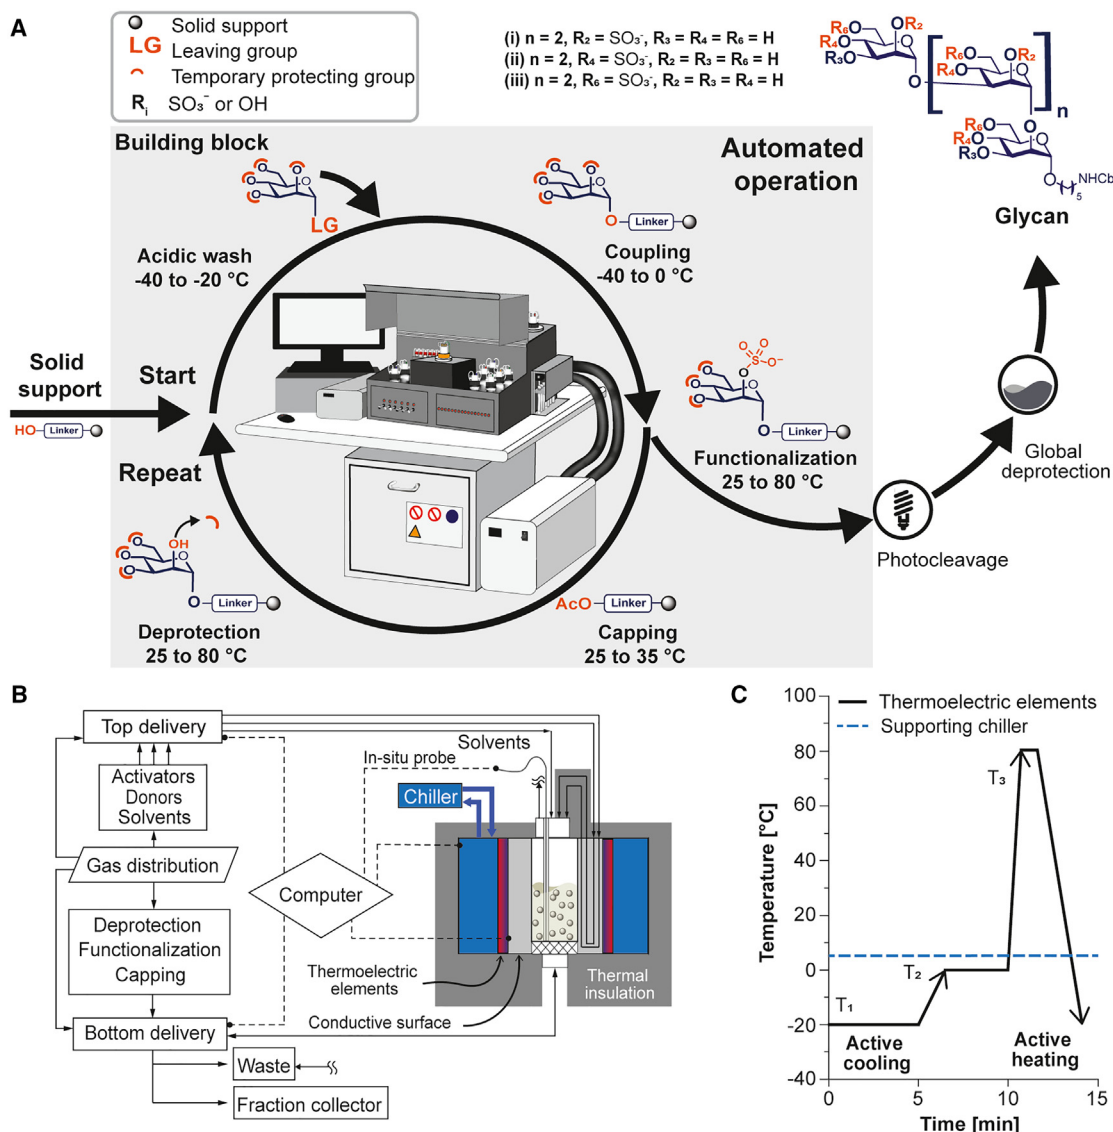 A
Solid support
LG Leaving group
Temporary protecting group
Ri SO₃⁻ or OH
(i) n = 2, R₂ = SO₃⁻, R₃ = R₄ = R₆ = H
(ii) n = 2, R₄ = SO₃⁻, R₂ = R₃ = R₆ = H
(iii) n = 2, R₆ = SO₃⁻, R₂ = R₃ = R₄ = H
R₆O OR₂
R₄O
R₃O
O
R₆O OR₂
R₄O
O
n
O
R₆O OR₂
R₄O
R₃O
O
5
NHCb
Glycan
Building block
Automated
operation
LG
O Linker
Acidic wash
-40 to -20 °C
Coupling
-40 to 0 °C
Solid
support
HO Linker
Start
Repeat
O S O
O O⁻
O Linker
Functionalization
25 to 80 °C
Global
deprotection
Photocleavage
OH
O Linker
Deprotection
25 to 80 °C
AcO Linker
Capping
25 to 35 °C
B
Top delivery
Solvents
In-situ probe
Activators
Donors
Solvents
Chiller
Gas distribution
Computer
Deprotection
Functionalization
Capping
Thermoelectric
elements
Thermal
insulation
Conductive surface
Bottom delivery
Waste
Fraction collector
C
Thermoelectric elements
Supporting chiller
Temperature [°C]
100
80
60
40
20
0
-20
-40
T₁
T₂
T₃
Active
cooling
Active
heating
0 5 10 15
Time [min]